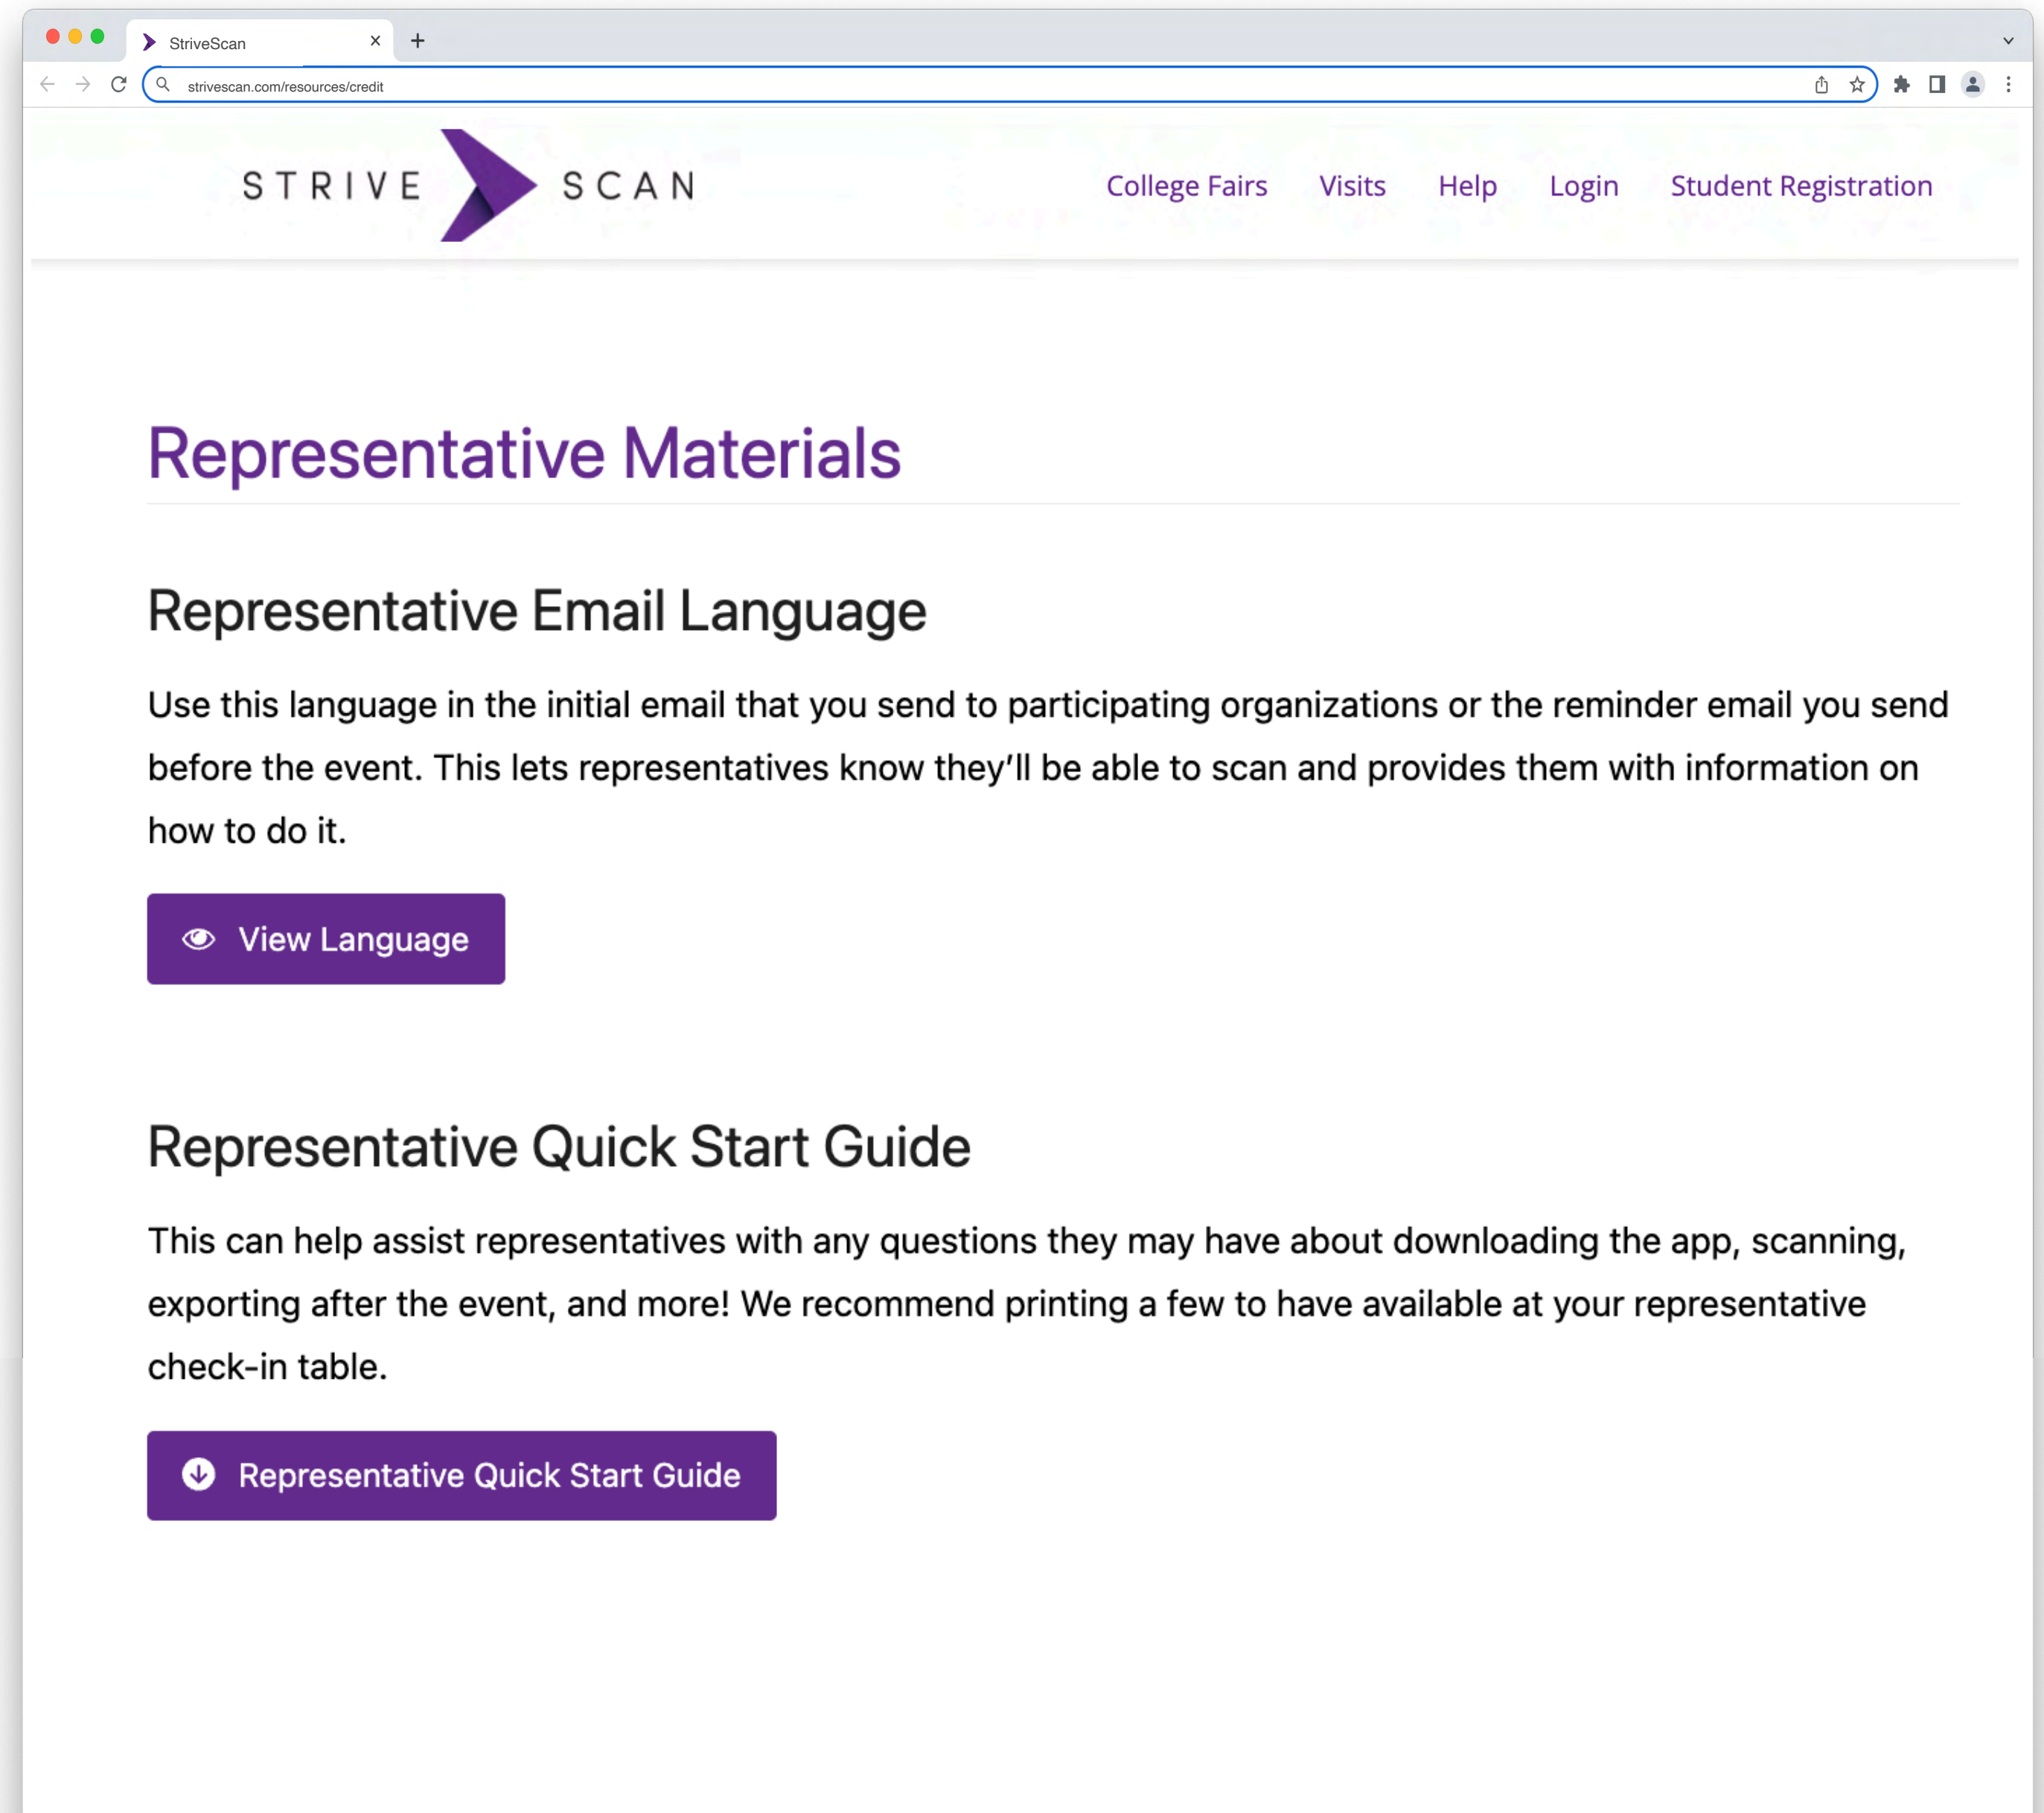 StriveScan
strivescan.com/resources/credit
STRIVE SCAN
College Fairs Visits Help Login Student Registration
Representative Materials
Representative Email Language
Use this language in the initial email that you send to participating organizations or the reminder email you send
before the event. This lets representatives know they’ll be able to scan and provides them with information on
how to do it.
View Language
Representative Quick Start Guide
This can help assist representatives with any questions they may have about downloading the app, scanning,
exporting after the event, and more! We recommend printing a few to have available at your representative
check-in table.
Representative Quick Start Guide